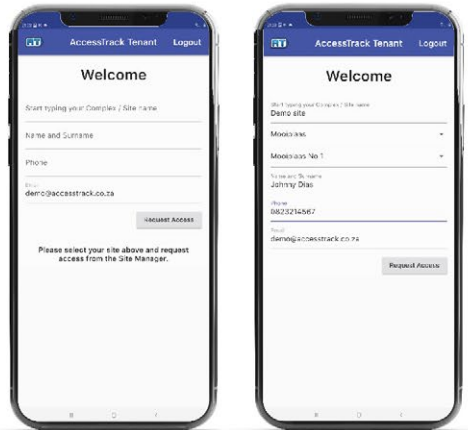 AT AccessTrack Tenant Logout
Welcome
Start typing your Complex / Site name
Name and Surname
Phone
Email
demo@accesstrack.co.za
Request Access
Please select your site above and request
access from the Site Manager.
AT AccessTrack Tenant Logout
Welcome
Start typing your Complex / Site name
Demo site
Mooiplaas
Mooiplaas No 1
Name and Surname
Johnny Dias
Phone
0823214567
Email
demo@accesstrack.co.za
Request Access